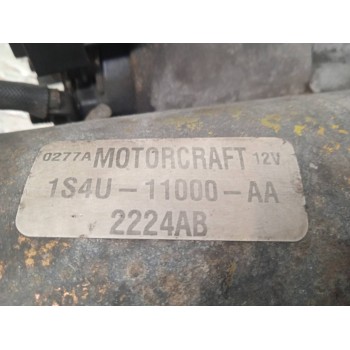 0277A MOTORCRAFT 12V
1S4U-11000-AA
2224AB